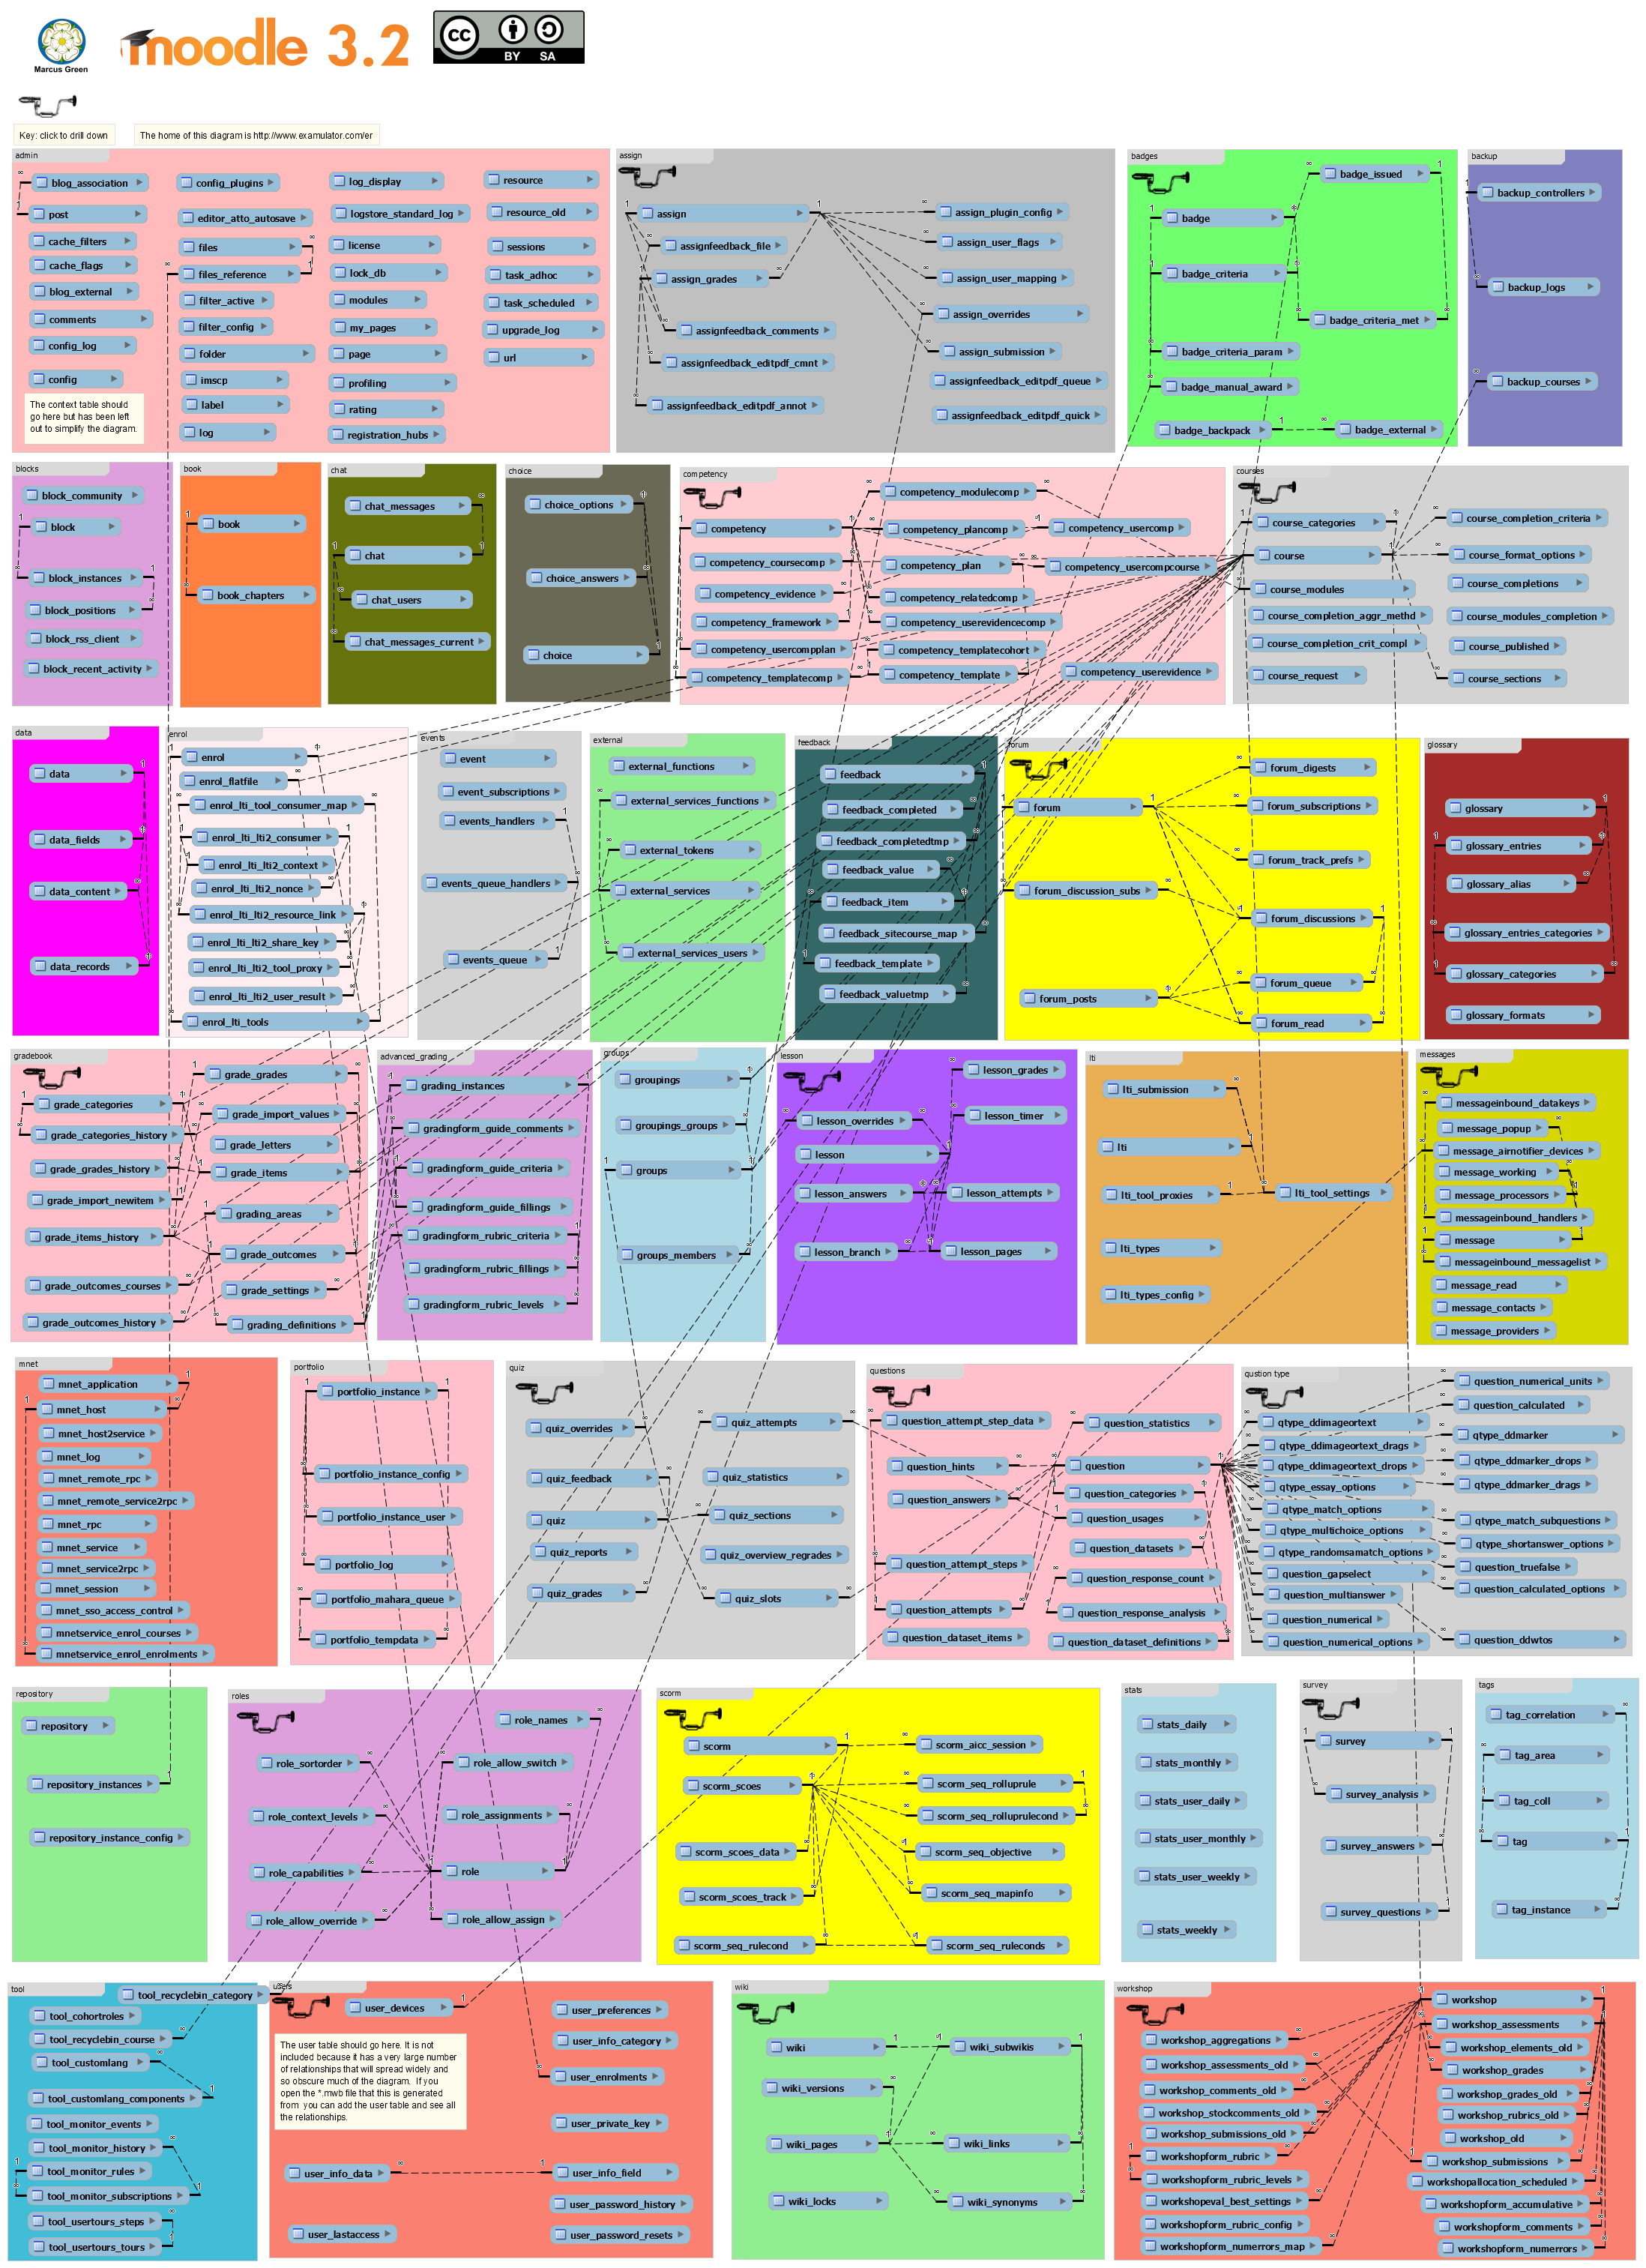 Marcus Green
moodle 3.2
cc
BY SA
Key: click to drill down
The home of this diagram is http://www.examulator.com/er
admin
blog_association
post
cache_filters
cache_flags
blog_external
comments
config_log
config
The context table should
go here but has been left
out to simplify the diagram.
config_plugins
editor_atto_autosave
files
files_reference
filter_active
filter_config
folder
imscp
label
log
log_display
logstore_standard_log
license
lock_db
modules
my_pages
page
profiling
rating
registration_hubs
resource
resource_old
sessions
task_adhoc
task_scheduled
upgrade_log
url
assign
assign
assignfeedback_file
assign_grades
assignfeedback_comments
assignfeedback_editpdf_cmnt
assignfeedback_editpdf_annot
assign_plugin_config
assign_user_flags
assign_user_mapping
assign_overrides
assign_submission
assignfeedback_editpdf_queue
assignfeedback_editpdf_quick
badges
badge_issued
badge
badge_criteria
badge_criteria_met
badge_criteria_param
badge_manual_award
badge_backpack
badge_external
backup
backup_controllers
backup_logs
backup_courses
blocks
block_community
block
block_instances
block_positions
block_rss_client
block_recent_activity
book
book
book_chapters
chat
chat_messages
chat
chat_users
chat_messages_current
choice
choice_options
choice_answers
choice
competency
competency
competency_coursecomp
competency_evidence
competency_framework
competency_usercompplan
competency_templatecomp
competency_modulecomp
competency_plancomp
competency_plan
competency_relatedcomp
competency_userevidencecomp
competency_templatecohort
competency_template
competency_usercomp
competency_usercompcourse
competency_userevidence
courses
course_categories
course
course_modules
course_completion_aggr_methd
course_completion_crit_compl
course_request
course_completion_criteria
course_format_options
course_completions
course_modules_completion
course_published
course_sections
data
data
data_fields
data_content
data_records
enrol
enrol
enrol_flatfile
enrol_lti_tool_consumer_map
enrol_lti_lti2_consumer
enrol_lti_lti2_context
enrol_lti_lti2_nonce
enrol_lti_lti2_resource_link
enrol_lti_lti2_share_key
enrol_lti_lti2_tool_proxy
enrol_lti_lti2_user_result
enrol_lti_tools
events
event
event_subscriptions
events_handlers
events_queue_handlers
events_queue
external
external_functions
external_services_functions
external_tokens
external_services
external_services_users
feedback
feedback
feedback_completed
feedback_completedtmp
feedback_value
feedback_item
feedback_sitecourse_map
feedback_template
feedback_valuetmp
forum
forum
forum_discussion_subs
forum_posts
forum_digests
forum_subscriptions
forum_track_prefs
forum_discussions
forum_queue
forum_read
glossary
glossary
glossary_entries
glossary_alias
glossary_entries_categories
glossary_categories
glossary_formats
gradebook
grade_categories
grade_categories_history
grade_grades_history
grade_import_newitem
grade_items_history
grade_outcomes_courses
grade_outcomes_history
grade_grades
grade_import_values
grade_letters
grade_items
grading_areas
grade_outcomes
grade_settings
grading_definitions
advanced_grading
grading_instances
gradingform_guide_comments
gradingform_guide_criteria
gradingform_guide_fillings
gradingform_rubric_criteria
gradingform_rubric_fillings
gradingform_rubric_levels
groups
groupings
groupings_groups
groups
groups_members
lesson
lesson_grades
lesson_timer
lesson_overrides
lesson
lesson_answers
lesson_attempts
lesson_branch
lesson_pages
lti
lti_submission
lti
lti_tool_proxies
lti_tool_settings
lti_types
lti_types_config
messages
messageinbound_datakeys
message_popup
message_airnotifier_devices
message_working
message_processors
messageinbound_handlers
message
messageinbound_messagelist
message_read
message_contacts
message_providers
mnet
mnet_application
mnet_host
mnet_host2service
mnet_log
mnet_remote_rpc
mnet_remote_service2rpc
mnet_rpc
mnet_service
mnet_service2rpc
mnet_session
mnet_sso_access_control
mnetservice_enrol_courses
mnetservice_enrol_enrolments
portfolio
portfolio_instance
portfolio_instance_config
portfolio_instance_user
portfolio_log
portfolio_mahara_queue
portfolio_tempdata
quiz
quiz_overrides
quiz_feedback
quiz
quiz_reports
quiz_grades
quiz_attempts
quiz_statistics
quiz_sections
quiz_overview_regrades
quiz_slots
questions
question_attempt_step_data
question_hints
question_answers
question_attempt_steps
question_attempts
question_dataset_items
question_statistics
question
question_categories
question_usages
question_datasets
question_response_count
question_response_analysis
question_dataset_definitions
qustion type
qtype_ddimageortext
qtype_ddimageortext_drags
qtype_ddimageortext_drops
qtype_essay_options
qtype_match_options
qtype_multichoice_options
qtype_randomsamatch_options
question_gapselect
question_multianswer
question_numerical
question_numerical_options
question_numerical_units
question_calculated
qtype_ddmarker
qtype_ddmarker_drops
qtype_ddmarker_drags
qtype_match_subquestions
qtype_shortanswer_options
question_truefalse
question_calculated_options
question_ddwtos
repository
repository
repository_instances
repository_instance_config
roles
role_names
role_sortorder
role_allow_switch
role_context_levels
role_assignments
role_capabilities
role
role_allow_override
role_allow_assign
scorm
scorm
scorm_scoes
scorm_scoes_data
scorm_scoes_track
scorm_seq_rulecond
scorm_aicc_session
scorm_seq_rolluprule
scorm_seq_rolluprulecond
scorm_seq_objective
scorm_seq_mapinfo
scorm_seq_ruleconds
stats
stats_daily
stats_monthly
stats_user_daily
stats_user_monthly
stats_user_weekly
stats_weekly
survey
survey
survey_analysis
survey_answers
survey_questions
tags
tag_correlation
tag_area
tag_coll
tag
tag_instance
tool
tool_recyclebin_category
tool_cohortroles
tool_recyclebin_course
tool_customlang
tool_customlang_components
tool_monitor_events
tool_monitor_history
tool_monitor_rules
tool_monitor_subscriptions
tool_usertours_steps
tool_usertours_tours
users
user_devices
The user table should go here. It is not
included because it has a very large number
of relationships that will spread widely and
so obscure much of the diagram. If you
open the *.mwb file that this is generated
from you can add the user table and see all
the relationships.
user_info_data
user_lastaccess
user_preferences
user_info_category
user_enrolments
user_private_key
user_info_field
user_password_history
user_password_resets
wiki
wiki
wiki_versions
wiki_pages
wiki_locks
wiki_subwikis
wiki_links
wiki_synonyms
workshop
workshop_aggregations
workshop_assessments_old
workshop_comments_old
workshop_stockcomments_old
workshop_submissions_old
workshopform_rubric
workshopform_rubric_levels
workshopeval_best_settings
workshopform_rubric_config
workshopform_numerrors_map
workshop
workshop_assessments
workshop_elements_old
workshop_grades
workshop_grades_old
workshop_rubrics_old
workshop_old
workshop_submissions
workshopallocation_scheduled
workshopform_accumulative
workshopform_comments
workshopform_numerrors